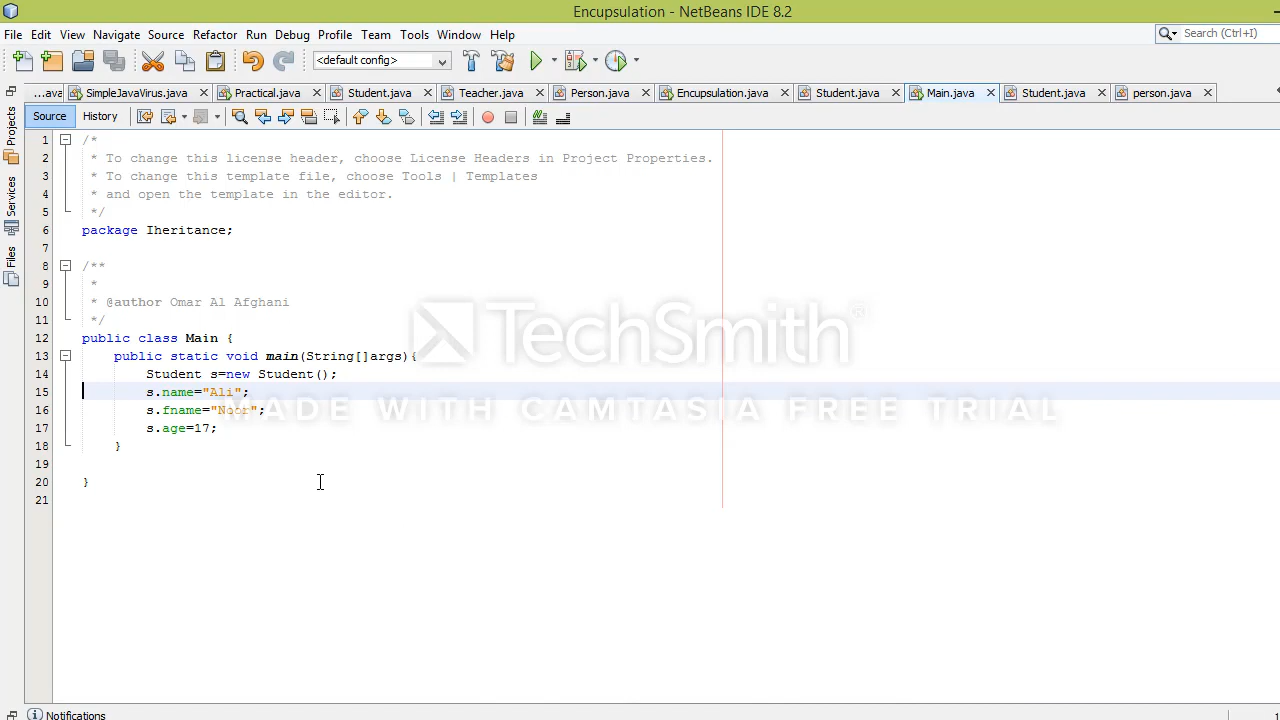 Encupsulation - NetBeans IDE 8.2
File Edit View Navigate Source Refactor Run Debug Profile Team Tools Window Help
Search (Ctrl+I)
<default config>
...ava SimpleJavaVirus.java Practical.java Student.java Teacher.java Person.java Encupsulation.java Student.java Main.java Student.java person.java
Source History
Projects
Services
Files
1 /*
2 * To change this license header, choose License Headers in Project Properties.
3 * To change this template file, choose Tools | Templates
4 * and open the template in the editor.
5 */
6 package Iheritance;
7
8 /**
9 *
10 * @author Omar Al Afghani
11 */
12 public class Main {
13 public static void main(String[]args){
14 Student s=new Student();
15 s.name="Ali";
16 s.fname="Noor";
17 s.age=17;
18 }
19
20 }
21
TechSmith®
MADE WITH CAMTASIA FREE TRIAL
Notifications